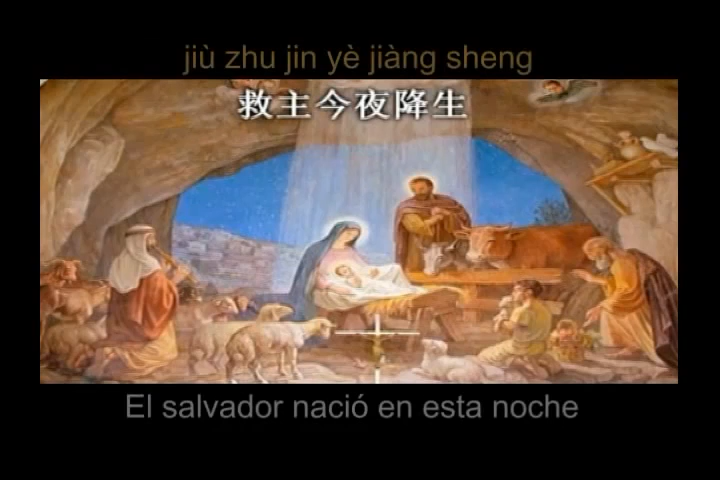 jiù zhu jin yè jiàng sheng
救主今夜降生
El salvador nació en esta noche